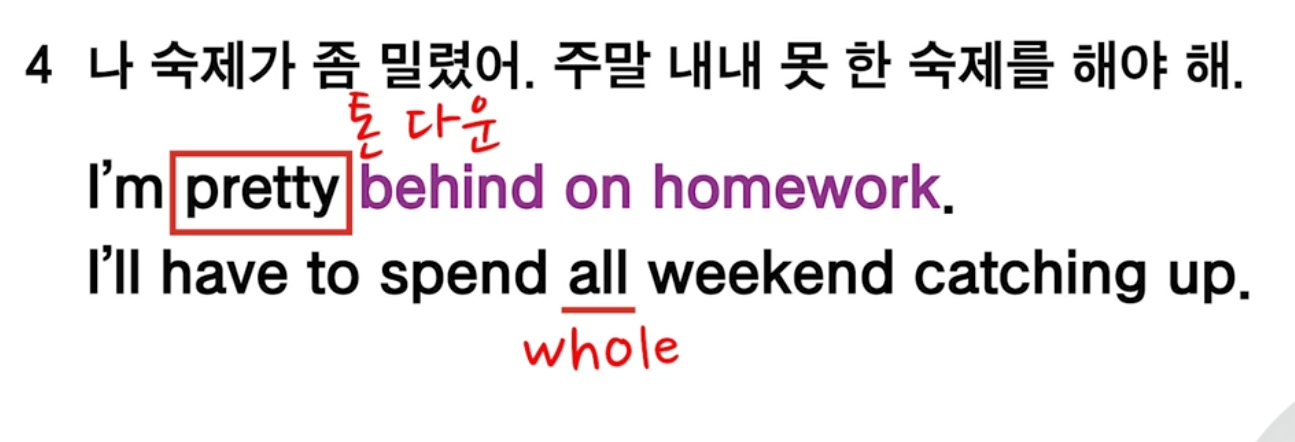 4 나 숙제가 좀 밀렸어. 주말 내내 못 한 숙제를 해야 해.
톤 다운
I'm pretty behind on homework.
I'll have to spend all weekend catching up.
whole